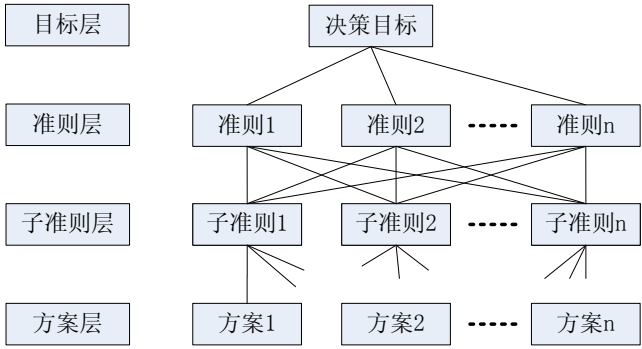 目标层 决策目标
准则层 准则1 准则2 准则n
子准则层 子准则1 子准则2 子准则n
方案层 方案1 方案2 方案n